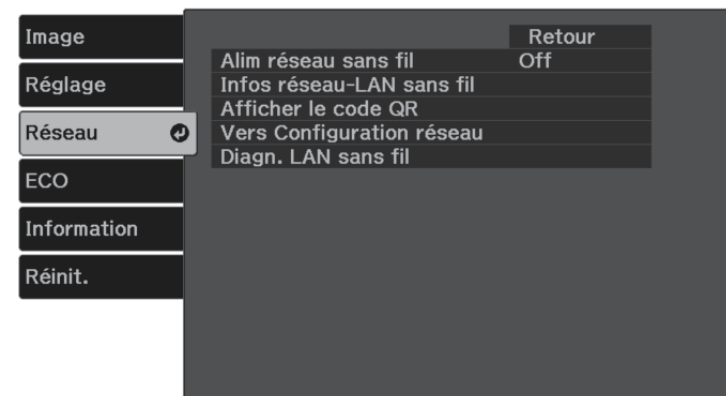 Image
Réglage
Réseau
ECO
Information
Réinit.
Retour
Alim réseau sans fil Off
Infos réseau-LAN sans fil
Afficher le code QR
Vers Configuration réseau
Diagn. LAN sans fil